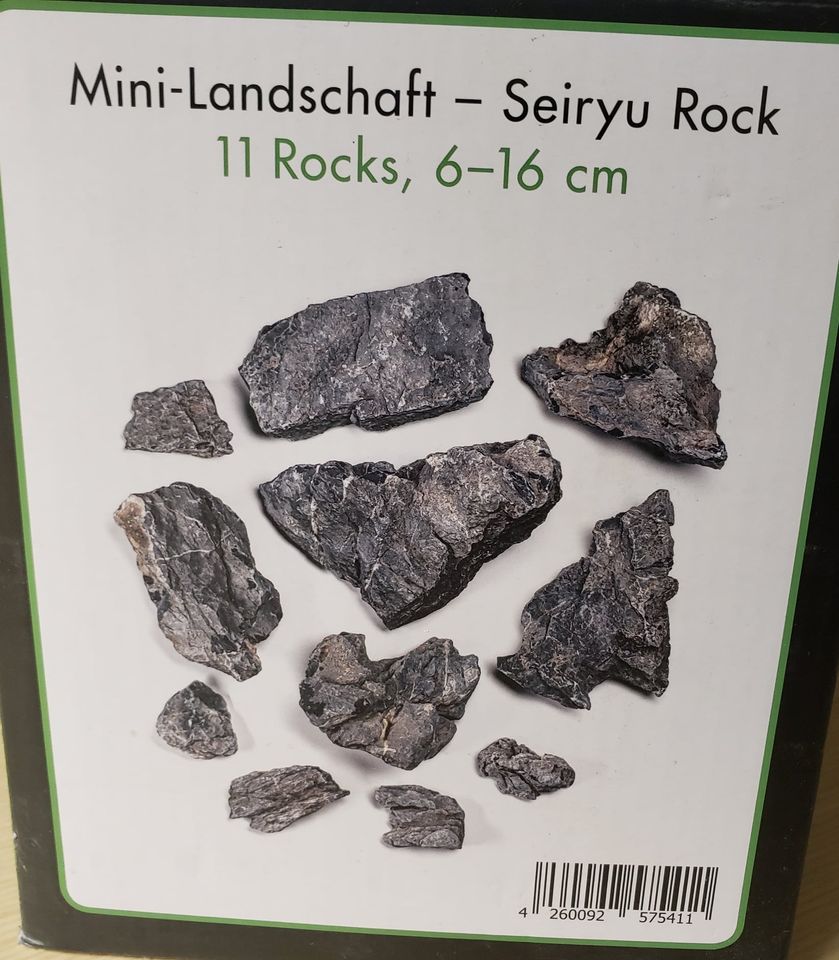 Mini-Landschaft – Seiryu Rock
11 Rocks, 6–16 cm
4 260092 575411